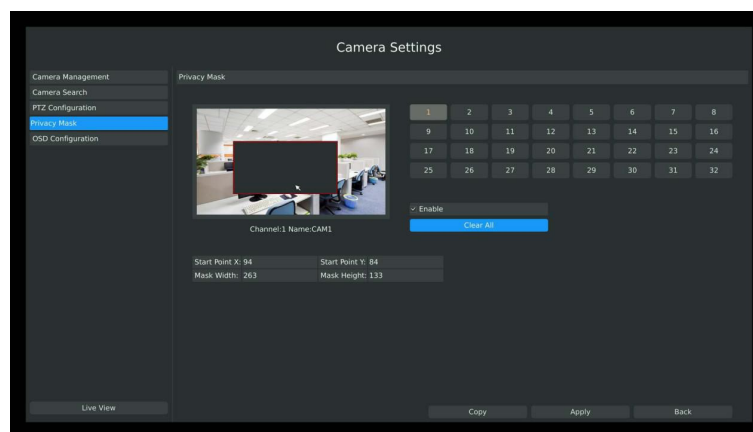 Camera Settings
Camera Management
Camera Search
PTZ Configuration
Privacy Mask
OSD Configuration
Live View
Privacy Mask
Channel:1 Name:CAM1
1 2 3 4 5 6 7 8
9 10 11 12 13 14 15 16
17 18 19 20 21 22 23 24
25 26 27 28 29 30 31 32
Enable
Clear All
Start Point X: 94 Start Point Y: 84
Mask Width: 263 Mask Height: 133
Copy Apply Back